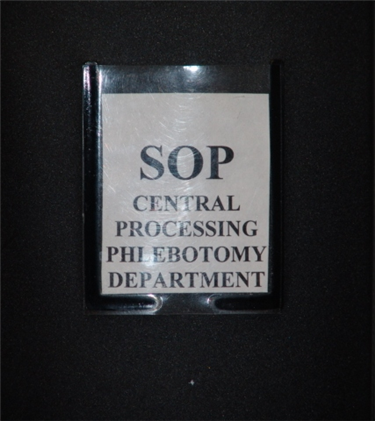 SOP
CENTRAL
PROCESSING
PHLEBOTOMY
DEPARTMENT